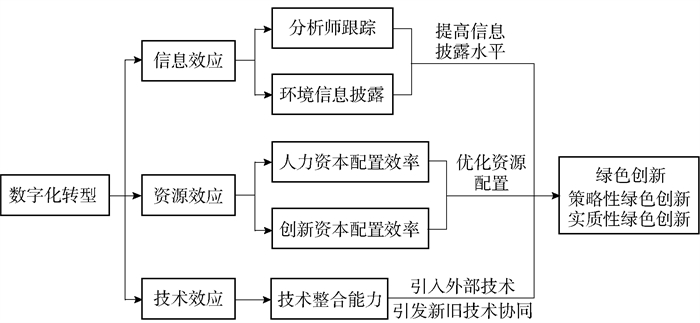 数字化转型
信息效应
分析师跟踪
环境信息披露
提高信息
披露水平
资源效应
人力资本配置效率
创新资本配置效率
优化资源
配置
技术效应
技术整合能力
引入外部技术
引发新旧技术协同
绿色创新
策略性绿色创新
实质性绿色创新